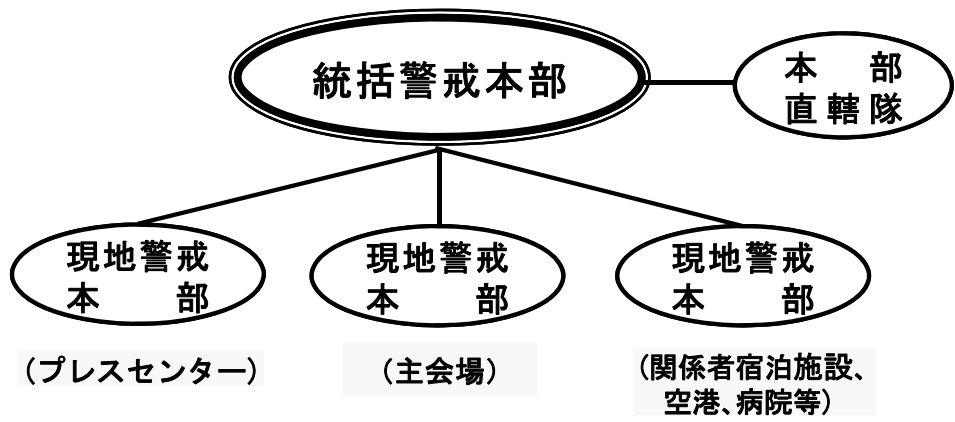 統括警戒本部
本部
直轄隊
現地警戒
本部
現地警戒
本部
現地警戒
本部
（プレスセンター）
（主会場）
（関係者宿泊施設、
空港、病院等）